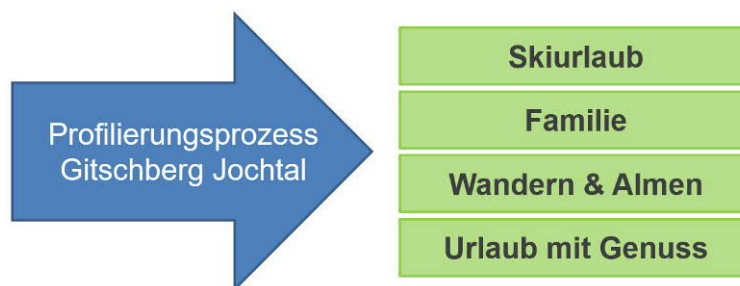 Profilierungsprozess
Gitschberg Jochtal
Skiurlaub
Familie
Wandern & Almen
Urlaub mit Genuss